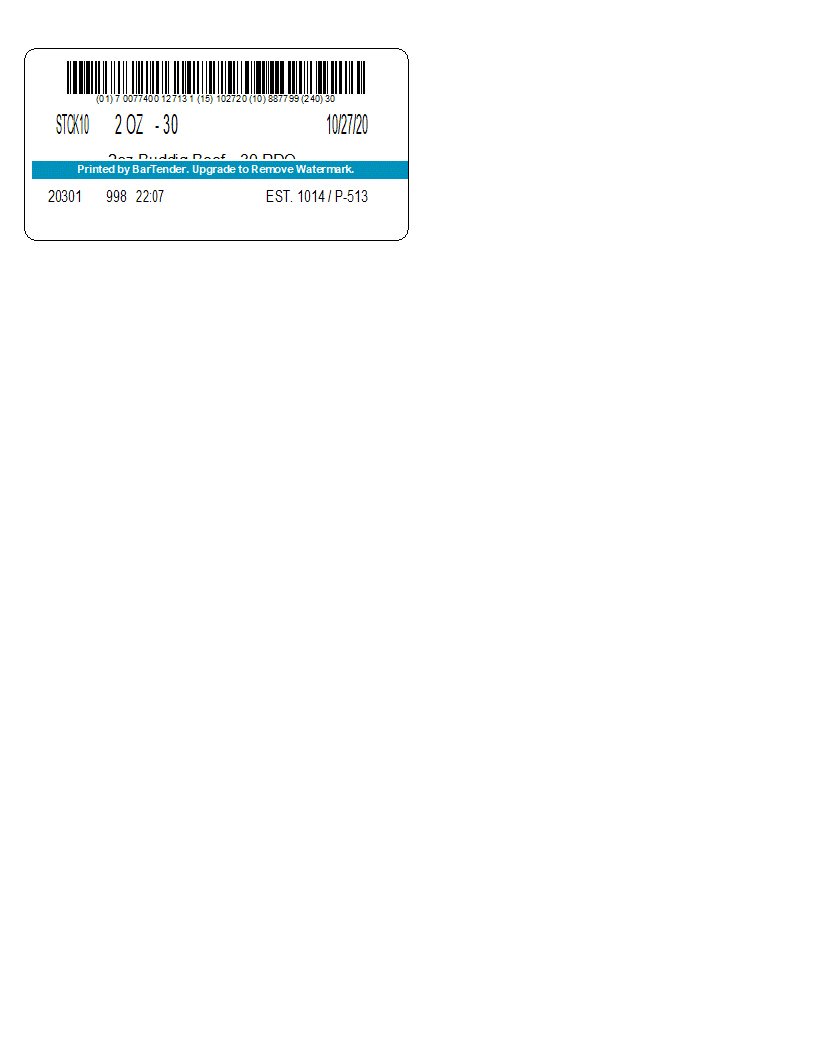 (01) 7 0077400 12713 1 (15) 102720 (10) 887799 (240) 30
STCK10 2 OZ - 30 10/27/20
2oz Buddig Beef - 30 RPQ
Printed by BarTender. Upgrade to Remove Watermark.
20301 998 22:07 EST. 1014 / P-513